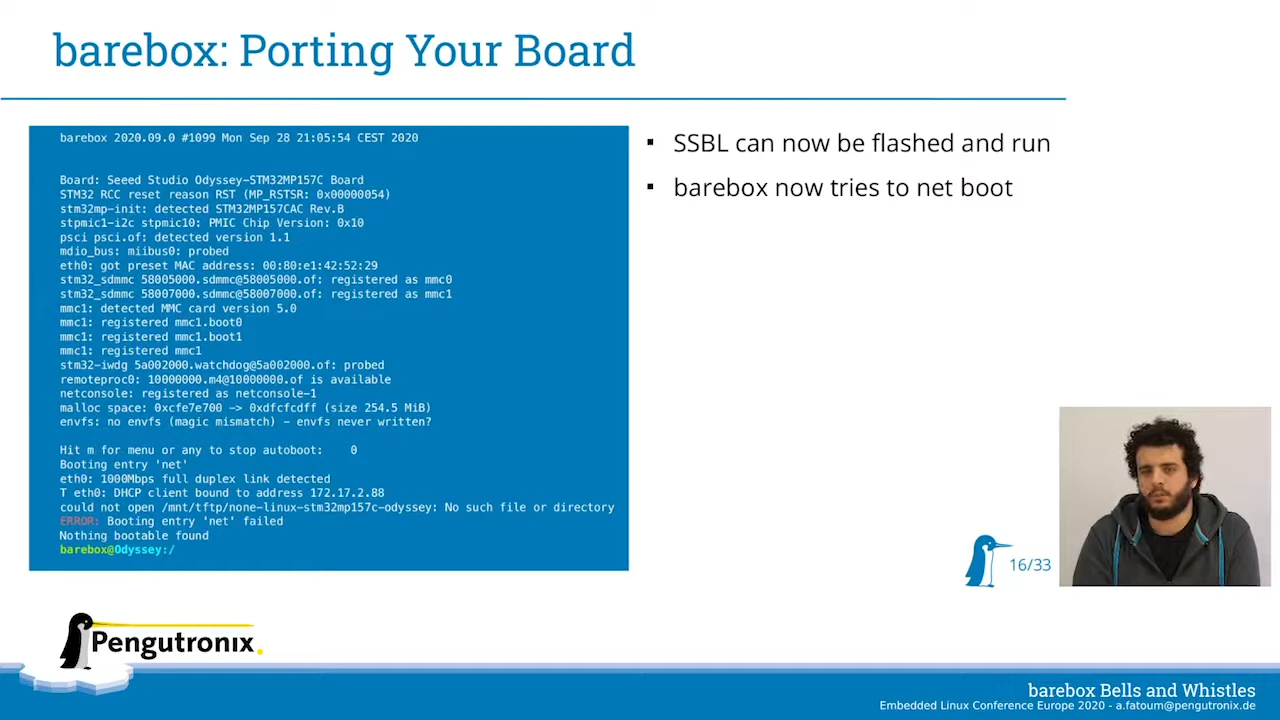 barebox: Porting Your Board
barebox 2020.09.0 #1099 Mon Sep 28 21:05:54 CEST 2020
Board: Seeed Studio Odyssey-STM32MP157C Board
STM32 RCC reset reason RST (MP_RSTSR: 0x00000054)
stm32mp-init: detected STM32MP157CAC Rev.B
stpmic1-i2c stpmic10: PMIC Chip Version: 0x10
psci psci.of: detected version 1.1
mdio_bus: miibus0: probed
eth0: got preset MAC address: 00:80:e1:42:52:29
stm32_sdmmc 58005000.sdmmc@58005000.of: registered as mmc0
stm32_sdmmc 58007000.sdmmc@58007000.of: registered as mmc1
mmc1: detected MMC card version 5.0
mmc1: registered mmc1.boot0
mmc1: registered mmc1.boot1
mmc1: registered mmc1
stm32-iwdg 5a002000.watchdog@5a002000.of: probed
remoteproc0: 10000000.m4@10000000.of is available
netconsole: registered as netconsole-1
malloc space: 0xcfe7e700 -> 0xdfcfcdff (size 254.5 MiB)
envfs: no envfs (magic mismatch) - envfs never written?
Hit m for menu or any to stop autoboot:    0
Booting entry 'net'
eth0: 1000Mbps full duplex link detected
T eth0: DHCP client bound to address 172.17.2.88
could not open /mnt/tftp/none-linux-stm32mp157c-odyssey: No such file or directory
ERROR: Booting entry 'net' failed
Nothing bootable found
barebox@Odyssey:/
▪ SSBL can now be flashed and run
▪ barebox now tries to net boot
16/33
Pengutronix
barebox Bells and Whistles
Embedded Linux Conference Europe 2020 - a.fatoum@pengutronix.de